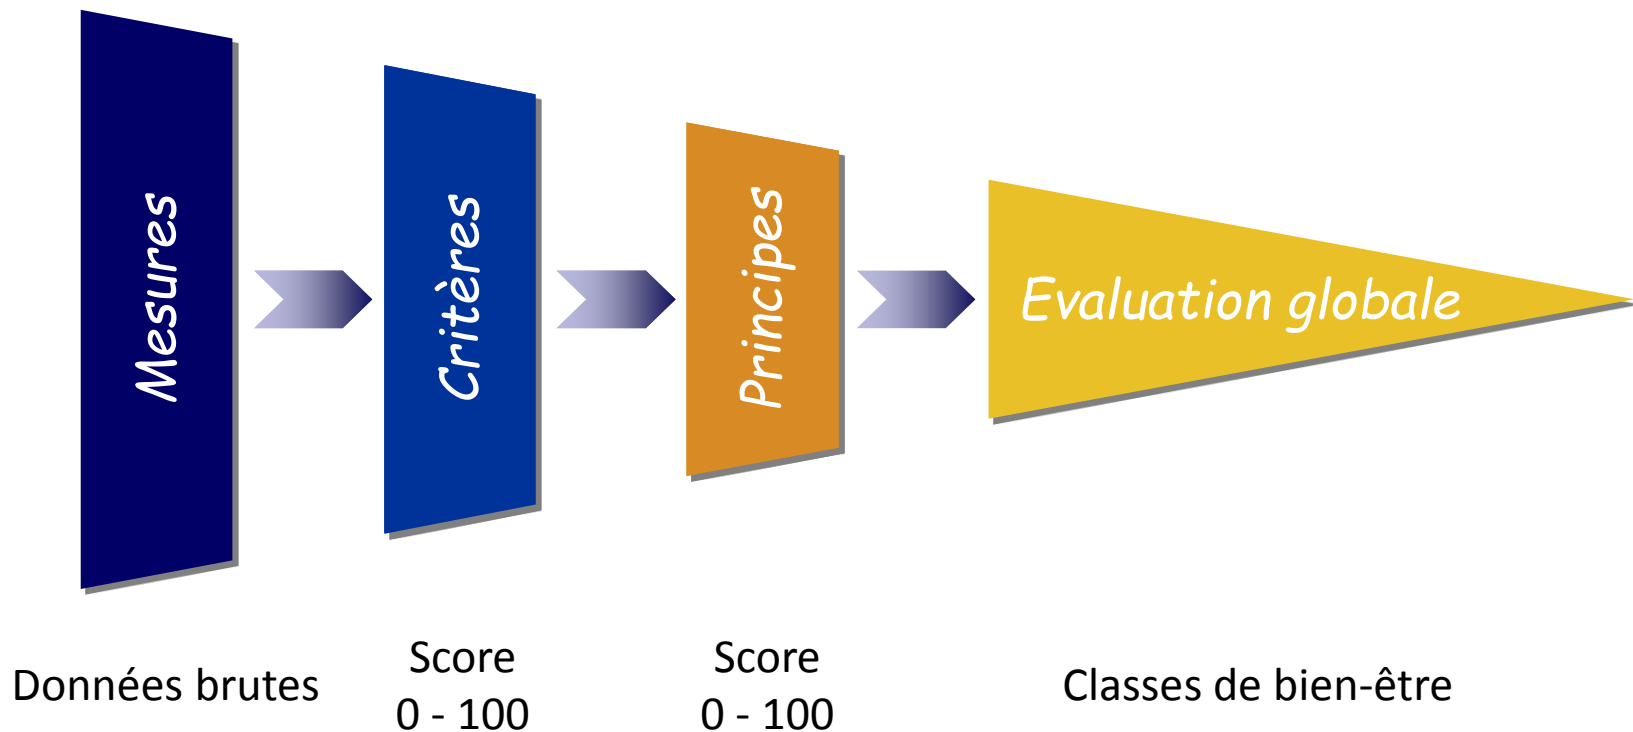 Mesures
Critères
Principes
Evaluation globale
Données brutes
Score
0 - 100
Score
0 - 100
Classes de bien-être